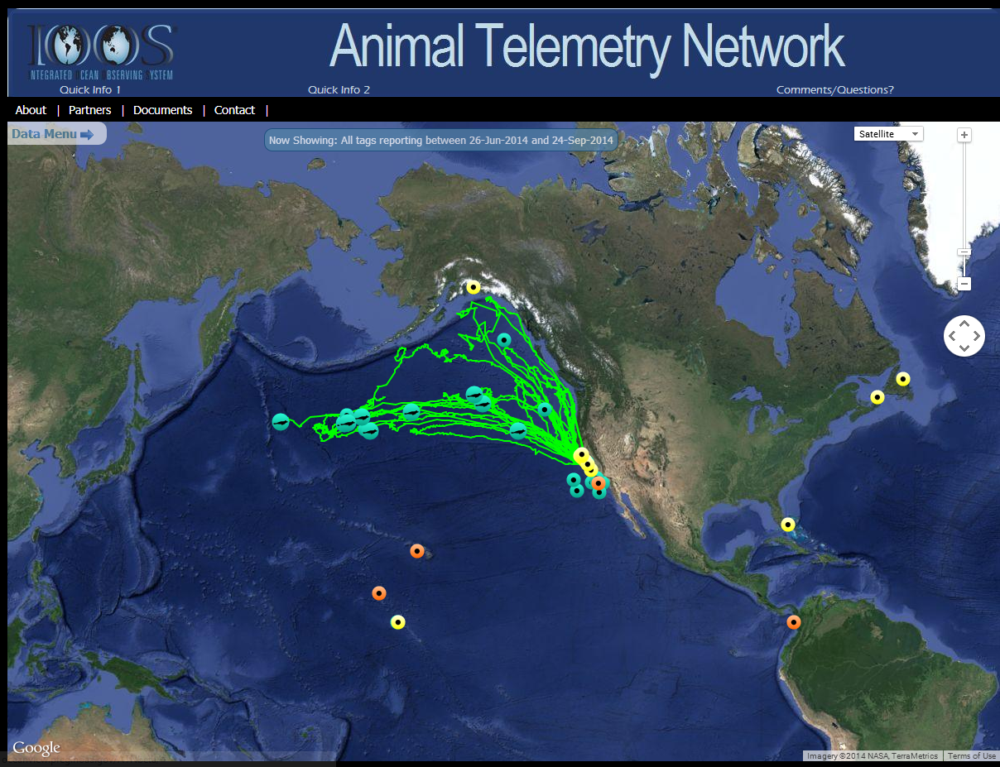 IOOS
Animal Telemetry Network
INTEGRATED OCEAN OBSERVING SYSTEM
Quick Info 1
Quick Info 2
Comments/Questions?
About | Partners | Documents | Contact |
Data Menu
Now Showing: All tags reporting between 26-Jun-2014 and 24-Sep-2014
Satellite
Google
Imagery ©2014 NASA, TerraMetrics
Terms of Use